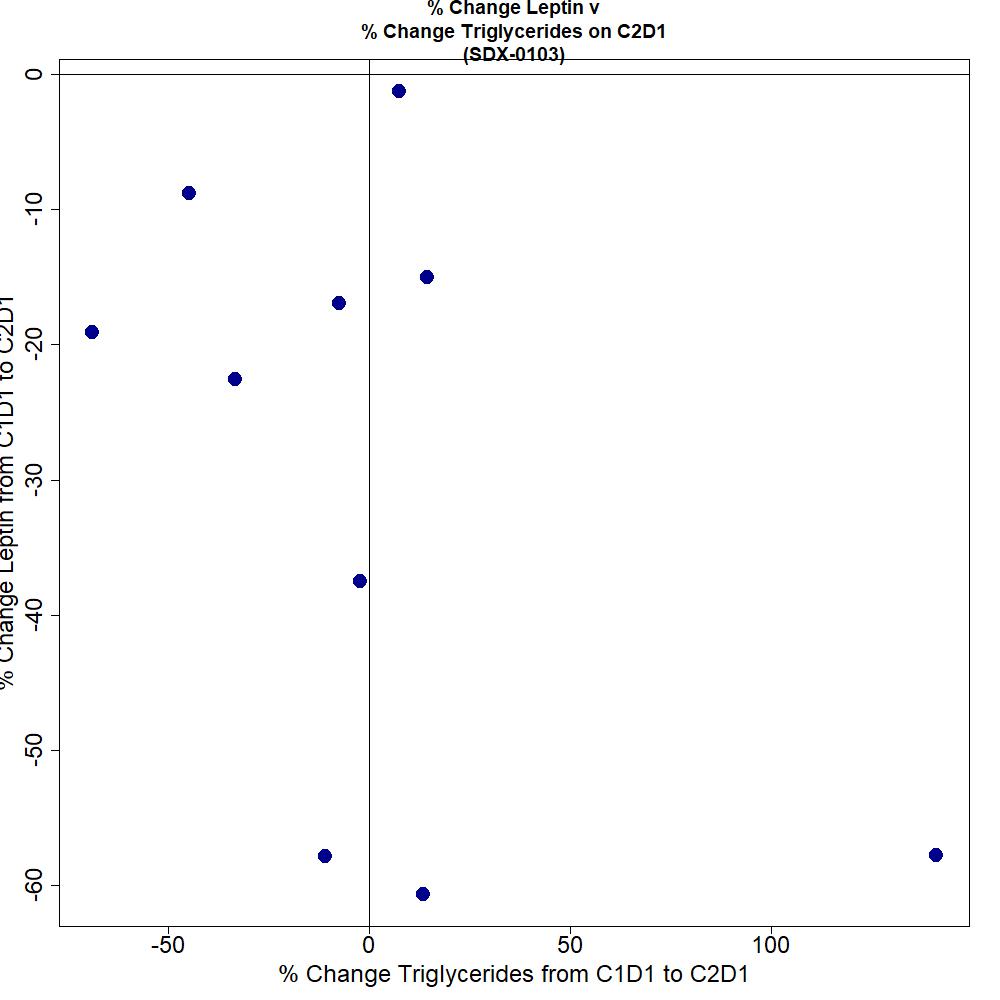 % Change Leptin v
% Change Triglycerides on C2D1
(SDX-0103)
0
-10
-20
-30
-40
-50
-60
% Change Leptin from C1D1 to C2D1
-50
0
50
100
% Change Triglycerides from C1D1 to C2D1